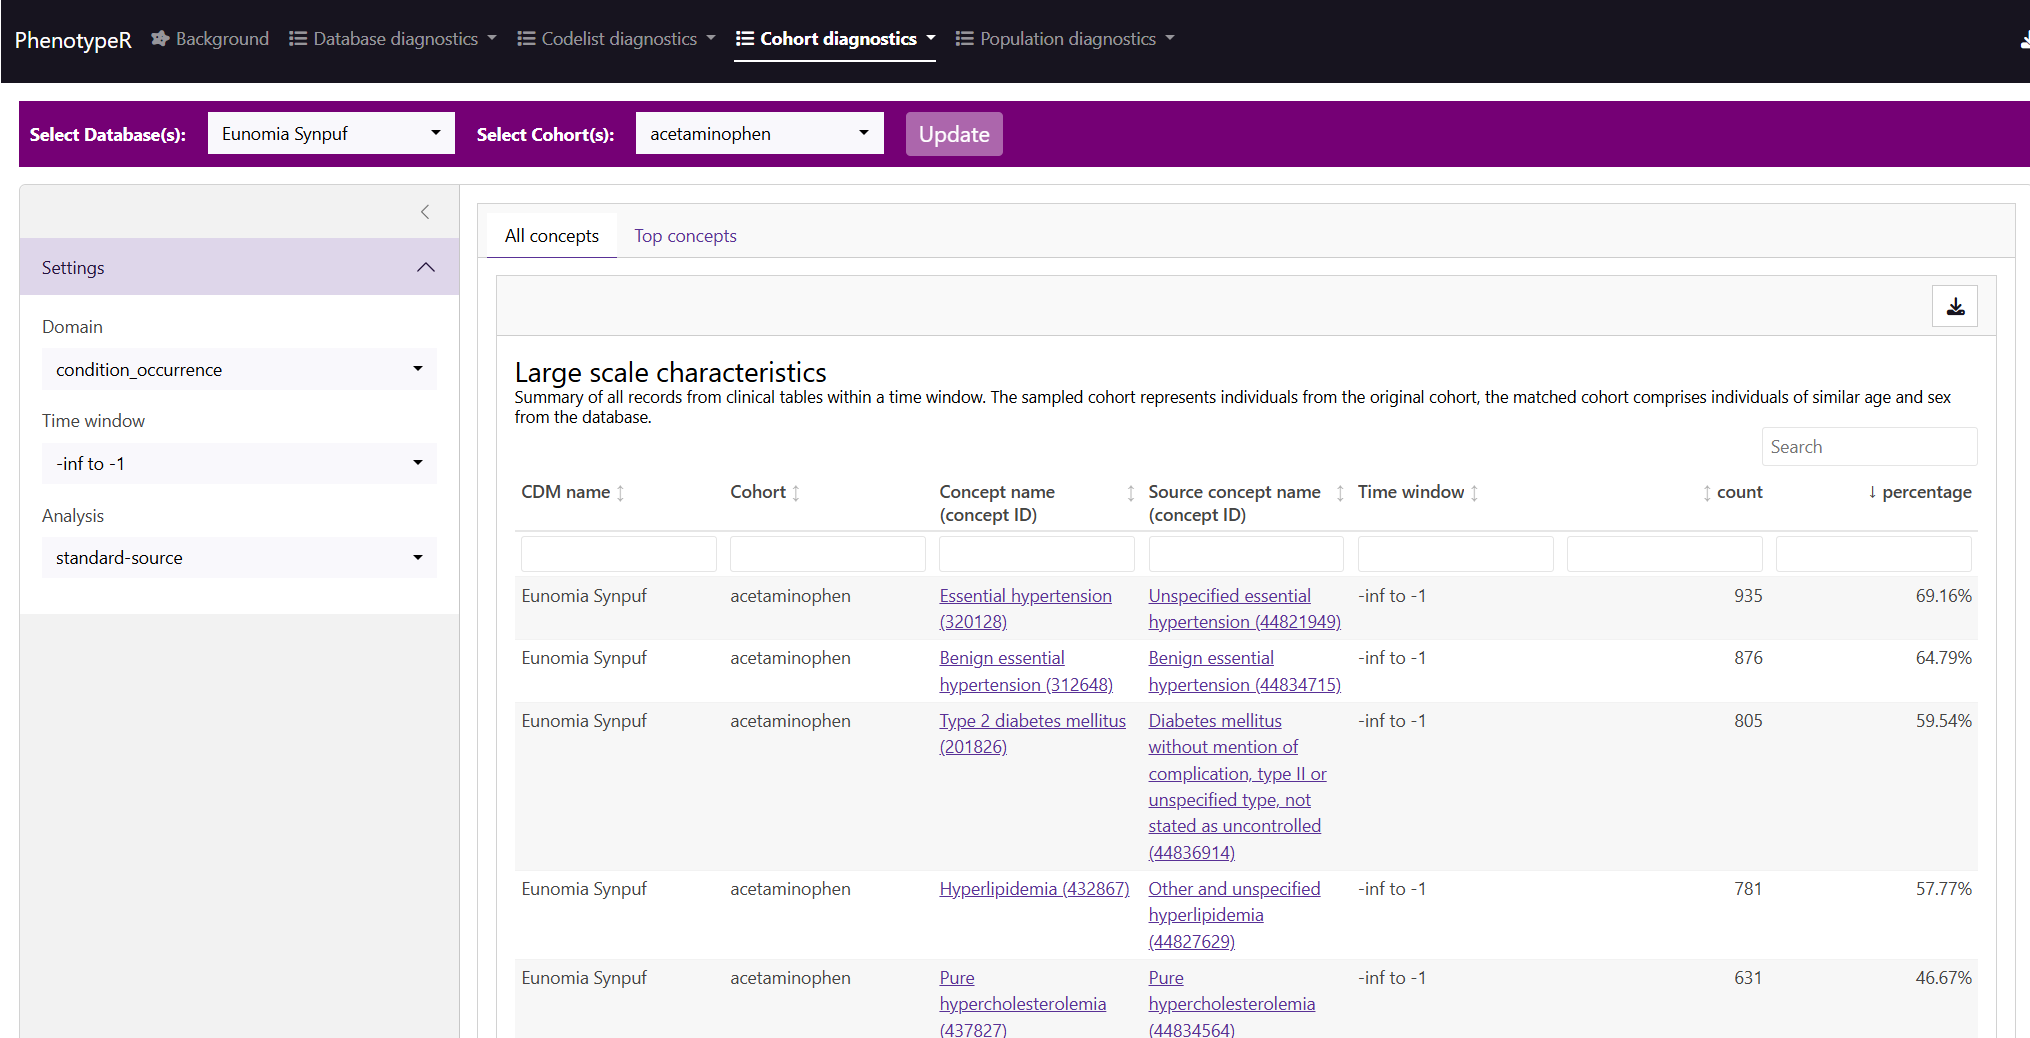 PhenotypeR Background Database diagnostics Codelist diagnostics Cohort diagnostics Population diagnostics
Select Database(s): Eunomia Synpuf Select Cohort(s): acetaminophen Update
Settings
Domain
condition_occurrence
Time window
-inf to -1
Analysis
standard-source
All concepts Top concepts
Large scale characteristics
Summary of all records from clinical tables within a time window. The sampled cohort represents individuals from the original cohort, the matched cohort comprises individuals of similar age and sex
from the database.
Search
CDM name Cohort Concept name Source concept name Time window count percentage
(concept ID) (concept ID)
Eunomia Synpuf acetaminophen Essential hypertension Unspecified essential -inf to -1 935 69.16%
(320128) hypertension (44821949)
Eunomia Synpuf acetaminophen Benign essential Benign essential -inf to -1 876 64.79%
hypertension (312648) hypertension (44834715)
Eunomia Synpuf acetaminophen Type 2 diabetes mellitus Diabetes mellitus -inf to -1 805 59.54%
(201826) without mention of
complication, type II or
unspecified type, not
stated as uncontrolled
(44836914)
Eunomia Synpuf acetaminophen Hyperlipidemia (432867) Other and unspecified -inf to -1 781 57.77%
hyperlipidemia
(44827629)
Eunomia Synpuf acetaminophen Pure Pure -inf to -1 631 46.67%
hypercholesterolemia hypercholesterolemia
(437827) (44834564)